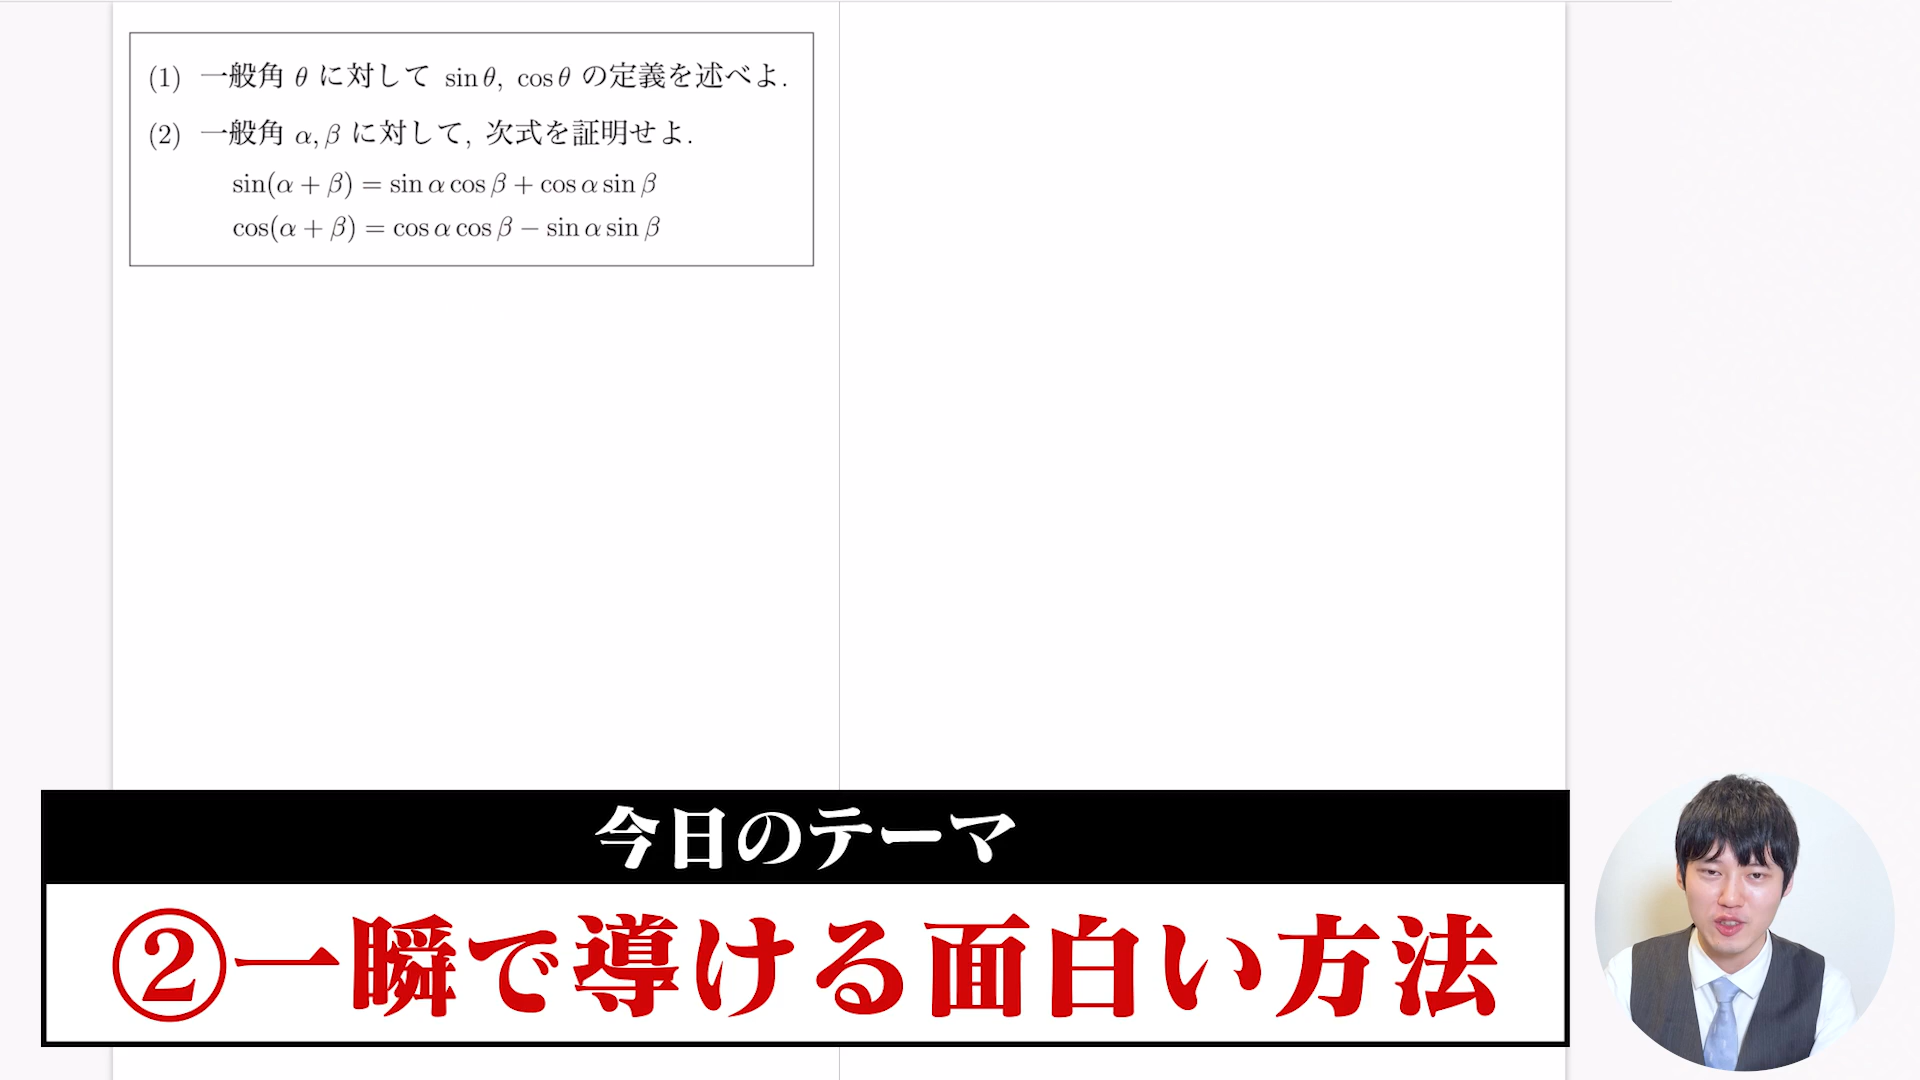 (1) 一般角 θ に対して sin θ, cos θ の定義を述べよ.
(2) 一般角 α, β に対して, 次式を証明せよ.
sin(α + β) = sin α cos β + cos α sin β
cos(α + β) = cos α cos β − sin α sin β
今日のテーマ
②一瞬で導ける面白い方法